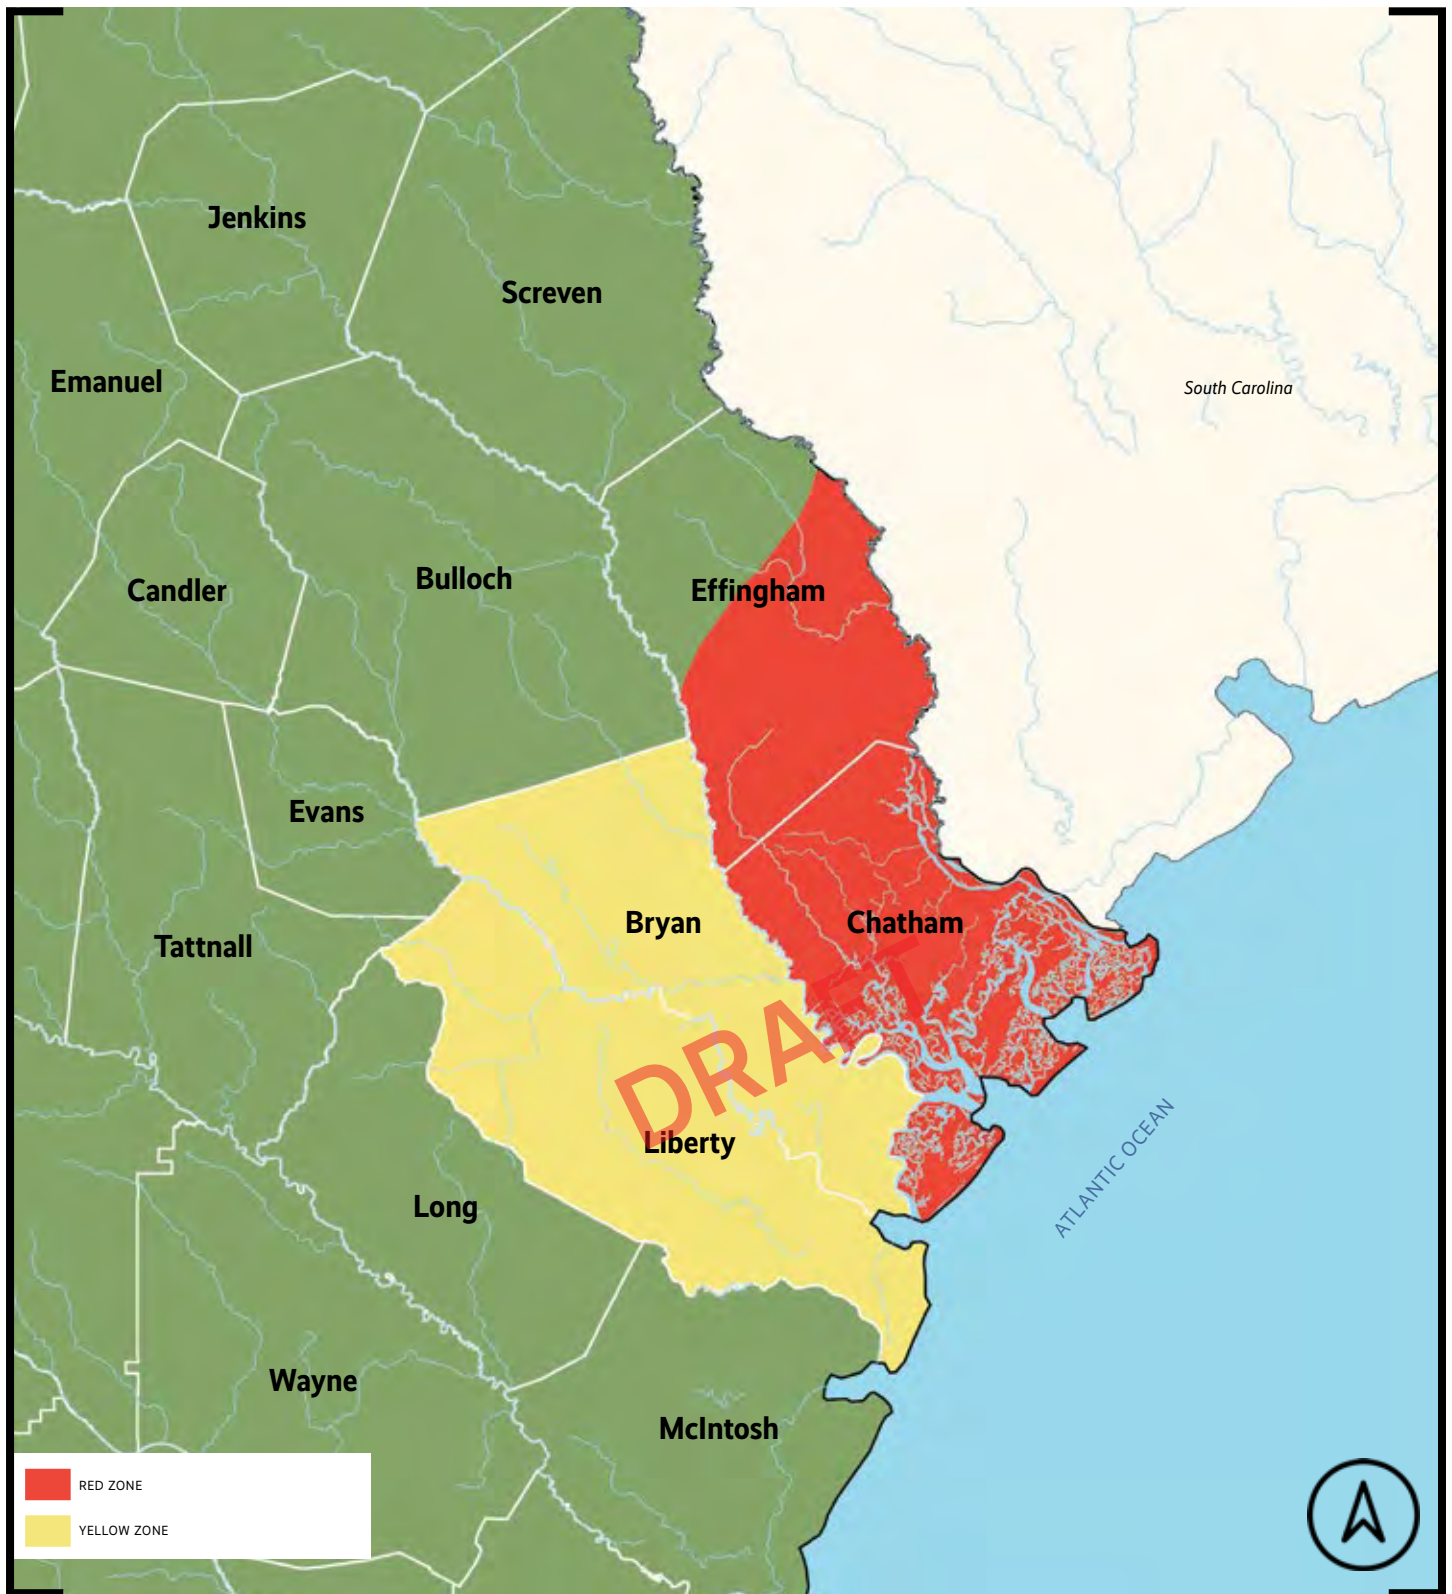 Jenkins
Screven
Emanuel
South Carolina
Candler
Bulloch
Effingham
Evans
Bryan
Chatham
Tattnall
DRAFT
Liberty
ATLANTIC OCEAN
Long
Wayne
McIntosh
RED ZONE
YELLOW ZONE